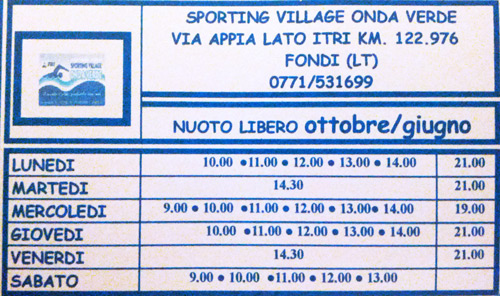 SPORTING VILLAGE ONDA VERDE
VIA APPIA LATO ITRI KM. 122.976
FONDI (LT)
0771/531699
SPORTING VILLAGE
NUOTO LIBERO ottobre/giugno
LUNEDI 10.00 •11.00 • 12.00 • 13.00 • 14.00 21.00
MARTEDI 14.30 21.00
MERCOLEDI 9.00 • 10.00 •11.00 • 12.00 • 13.00• 14.00 19.00
GIOVEDI 10.00 •11.00 • 12.00 • 13.00 • 14.00 21.00
VENERDI 14.30 21.00
SABATO 9.00 • 10.00 •11.00 • 12.00 • 13.00